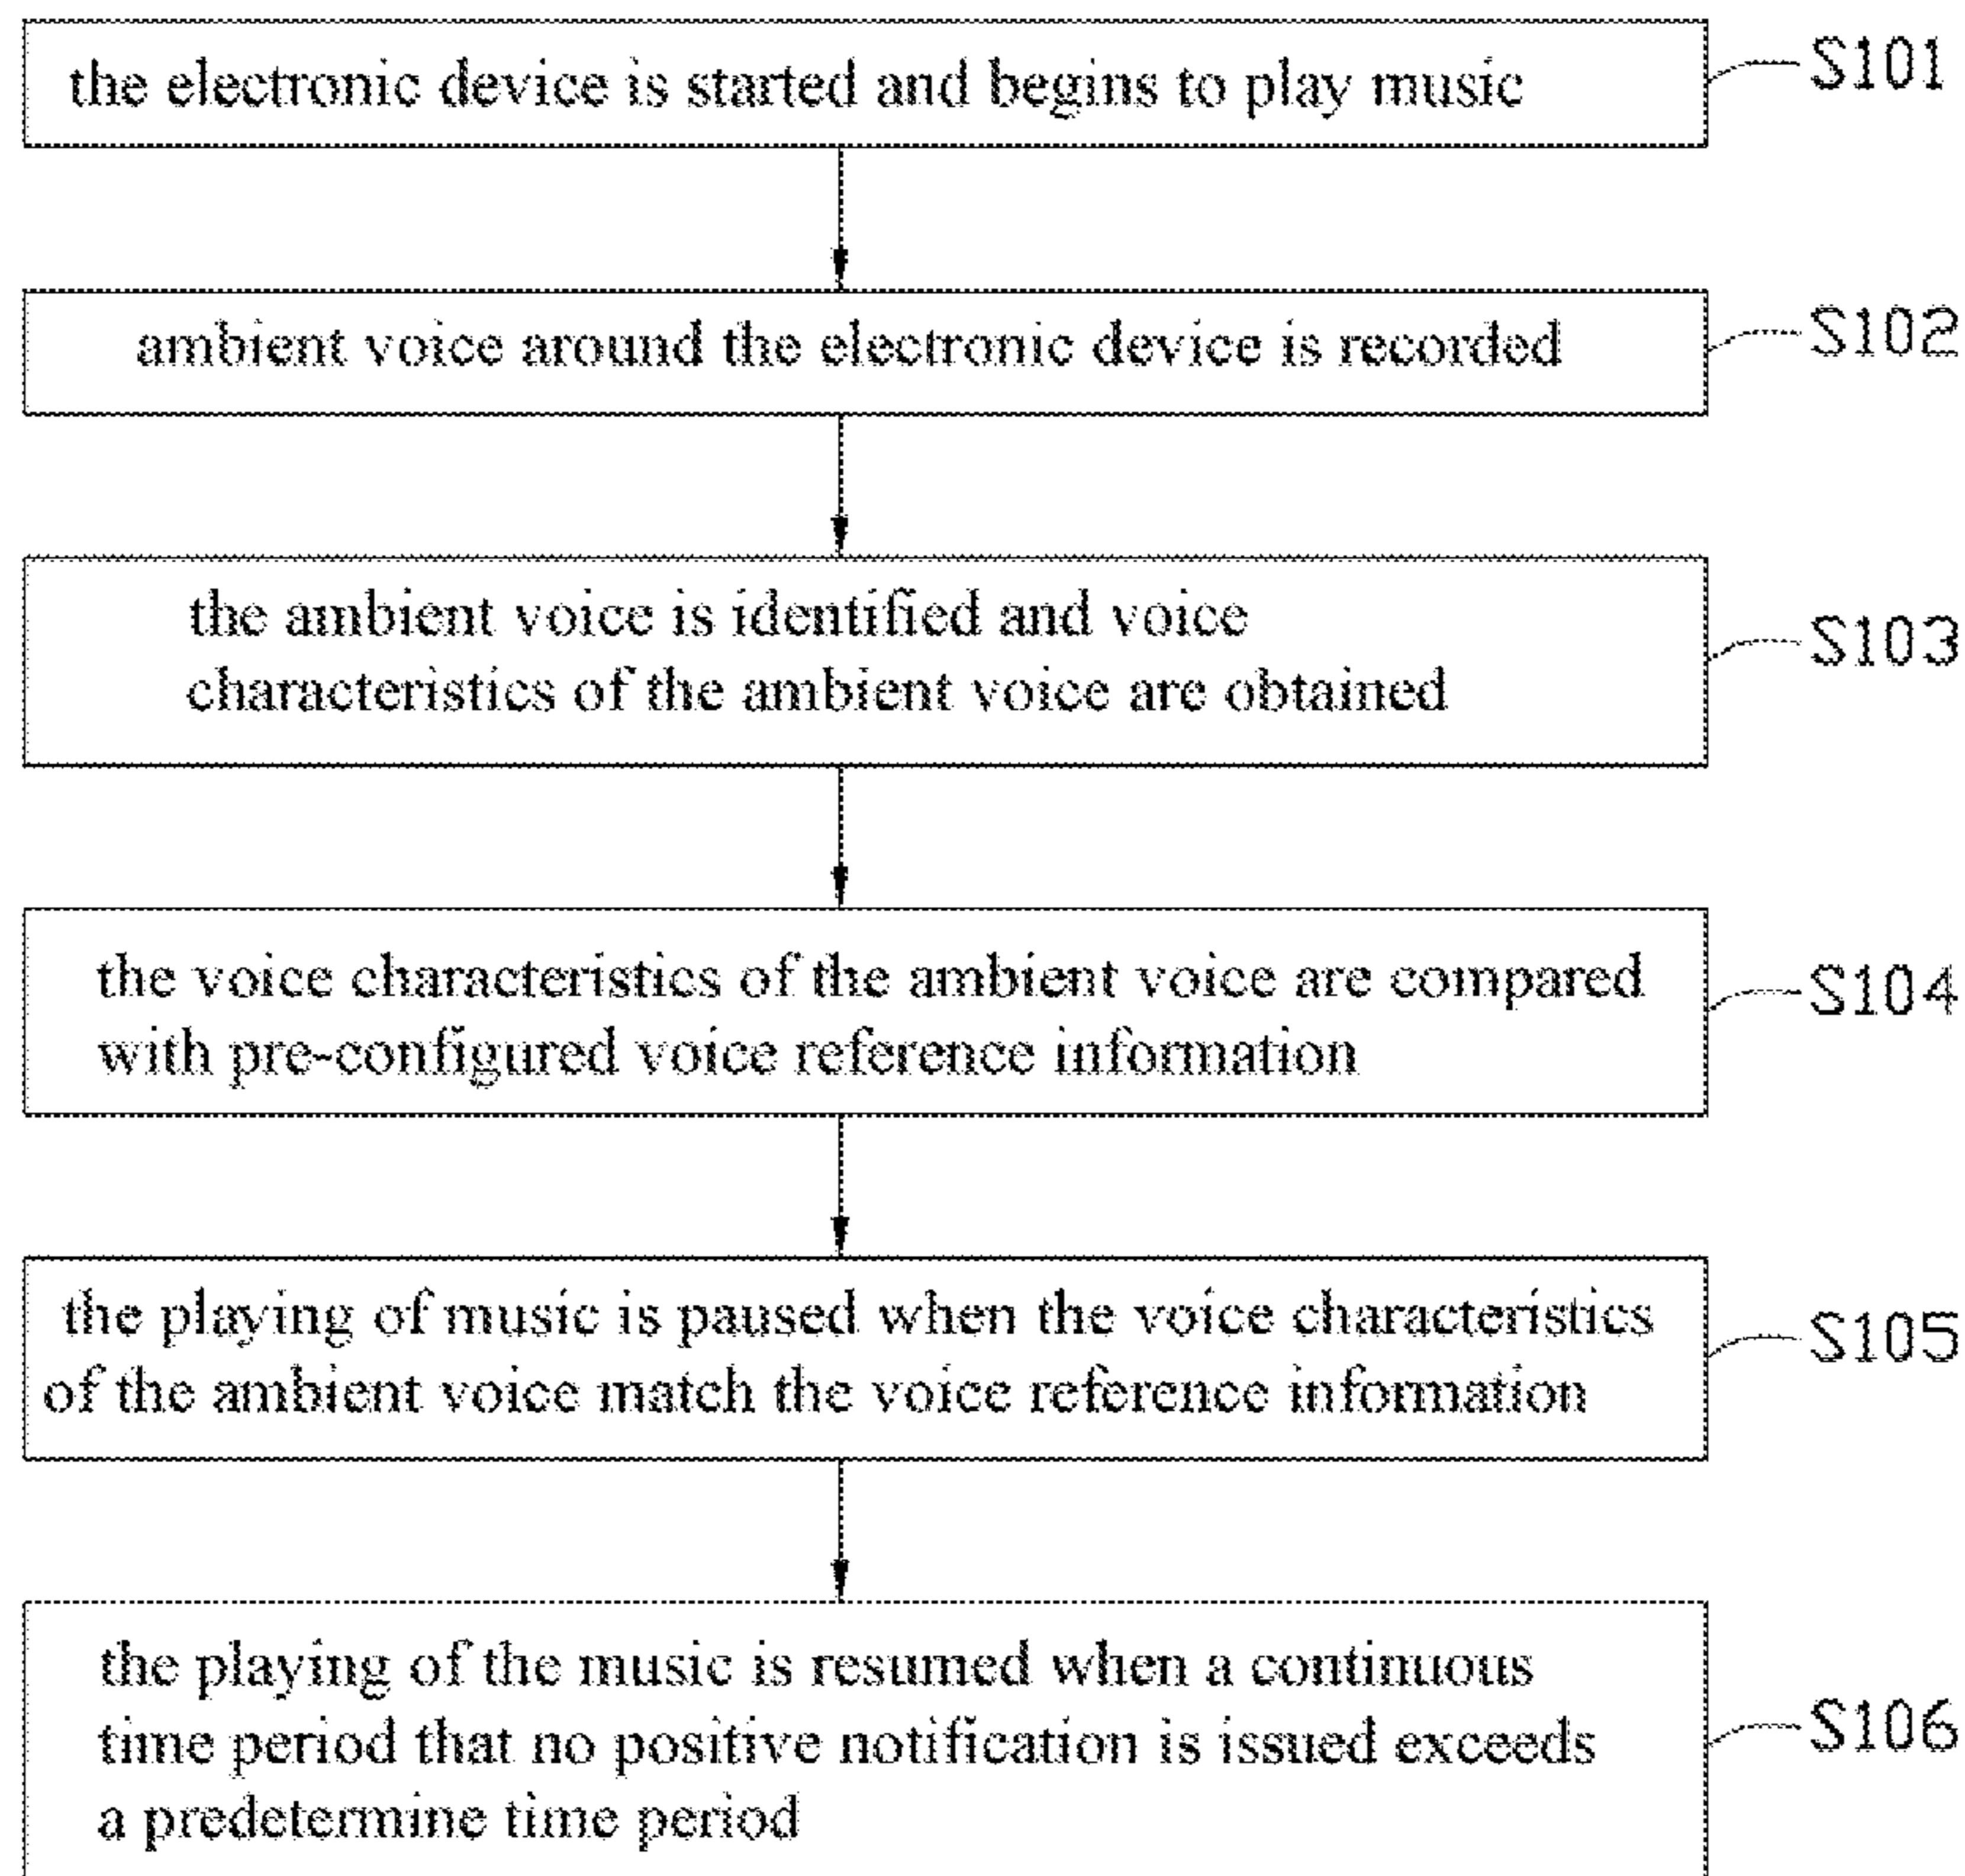 the electronic device is started and begins to play music
S101
ambient voice around the electronic device is recorded
S102
the ambient voice is identified and voice
characteristics of the ambient voice are obtained
S103
the voice characteristics of the ambient voice are compared
with pre-configured voice reference information
S104
the playing of music is paused when the voice characteristics
of the ambient voice match the voice reference information
S105
the playing of the music is resumed when a continuous
time period that no positive notification is issued exceeds
a predetermine time period
S106